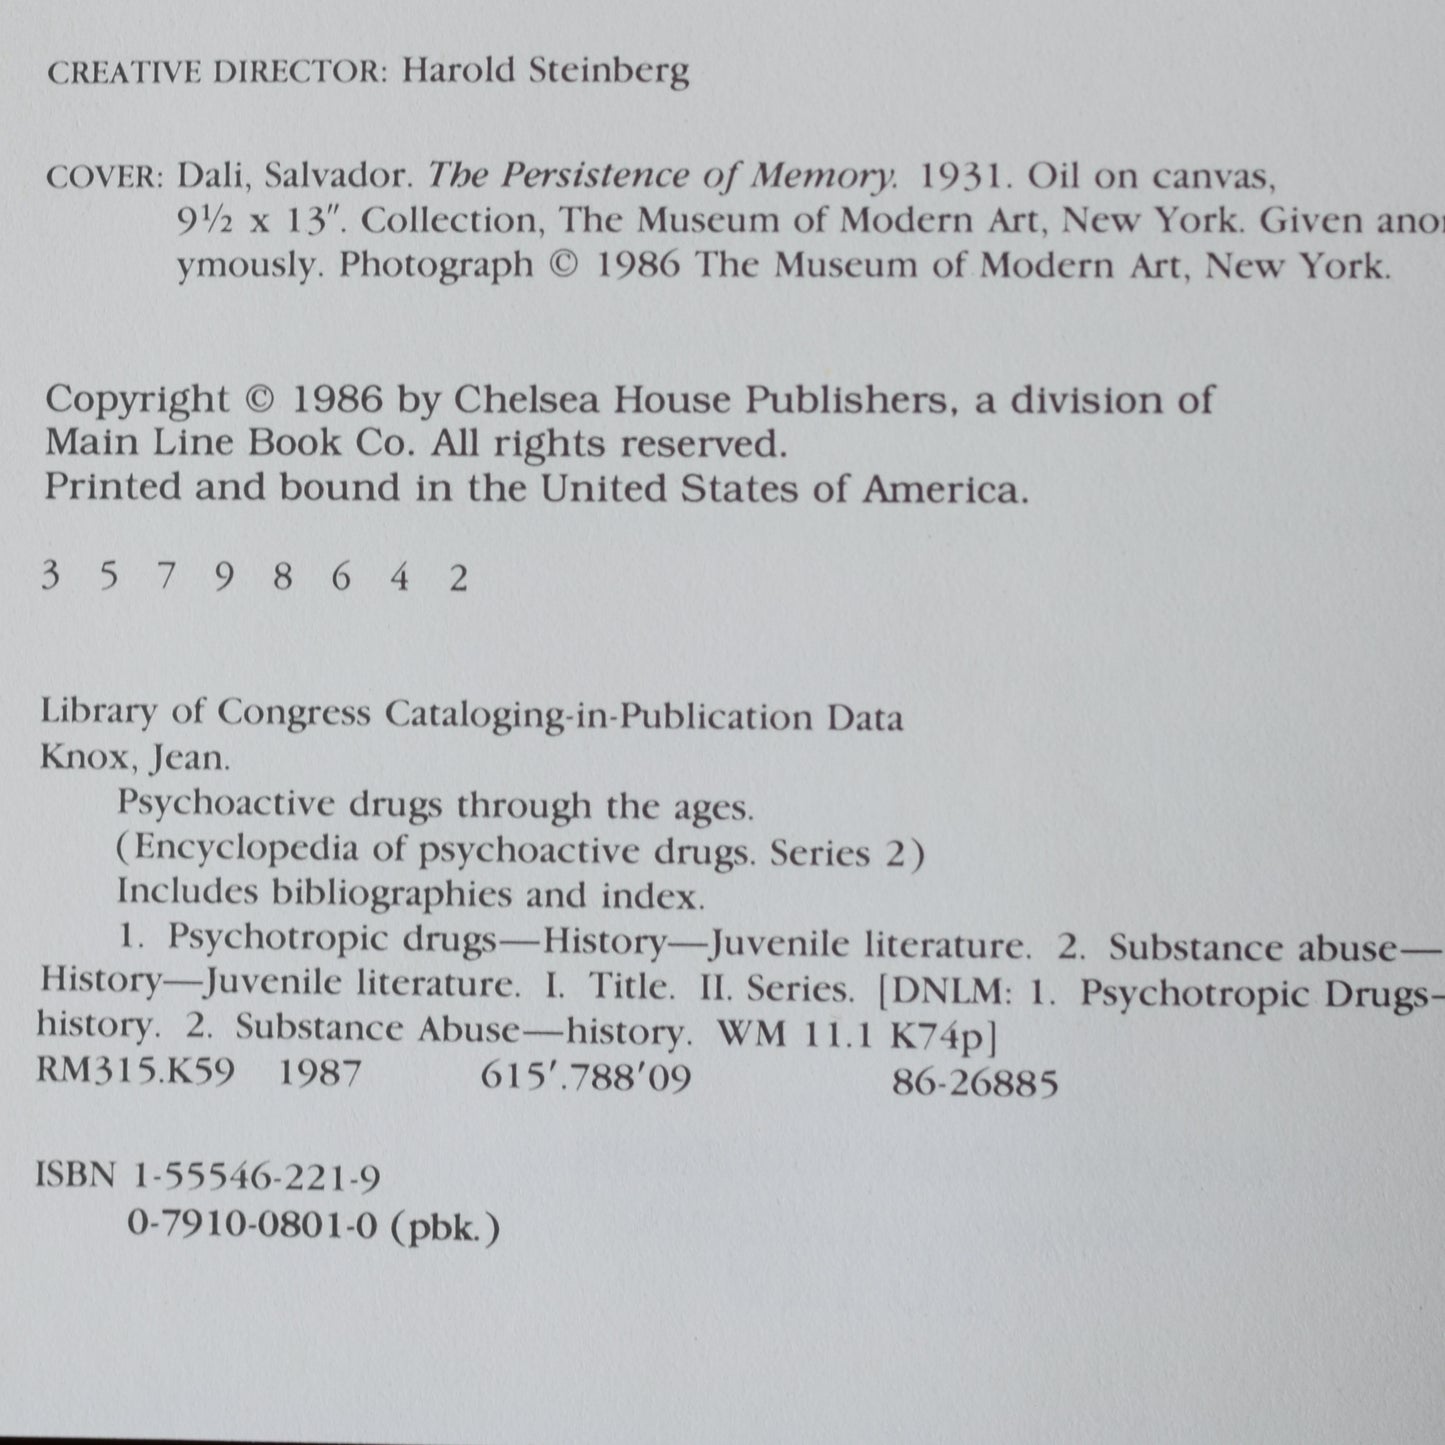 CREATIVE DIRECTOR: Harold Steinberg
COVER: Dali, Salvador. The Persistence of Memory. 1931. Oil on canvas,
9½ x 13″. Collection, The Museum of Modern Art, New York. Given anon
ymously. Photograph © 1986 The Museum of Modern Art, New York.
Copyright © 1986 by Chelsea House Publishers, a division of
Main Line Book Co. All rights reserved.
Printed and bound in the United States of America.
3 5 7 9 8 6 4 2
Library of Congress Cataloging-in-Publication Data
Knox, Jean.
Psychoactive drugs through the ages.
(Encyclopedia of psychoactive drugs. Series 2)
Includes bibliographies and index.
1. Psychotropic drugs—History—Juvenile literature. 2. Substance abuse—
History—Juvenile literature. I. Title. II. Series. [DNLM: 1. Psychotropic Drugs—
history. 2. Substance Abuse—history. WM 11.1 K74p]
RM315.K59 1987 615′.788′09 86-26885
ISBN 1-55546-221-9
0-7910-0801-0 (pbk.)